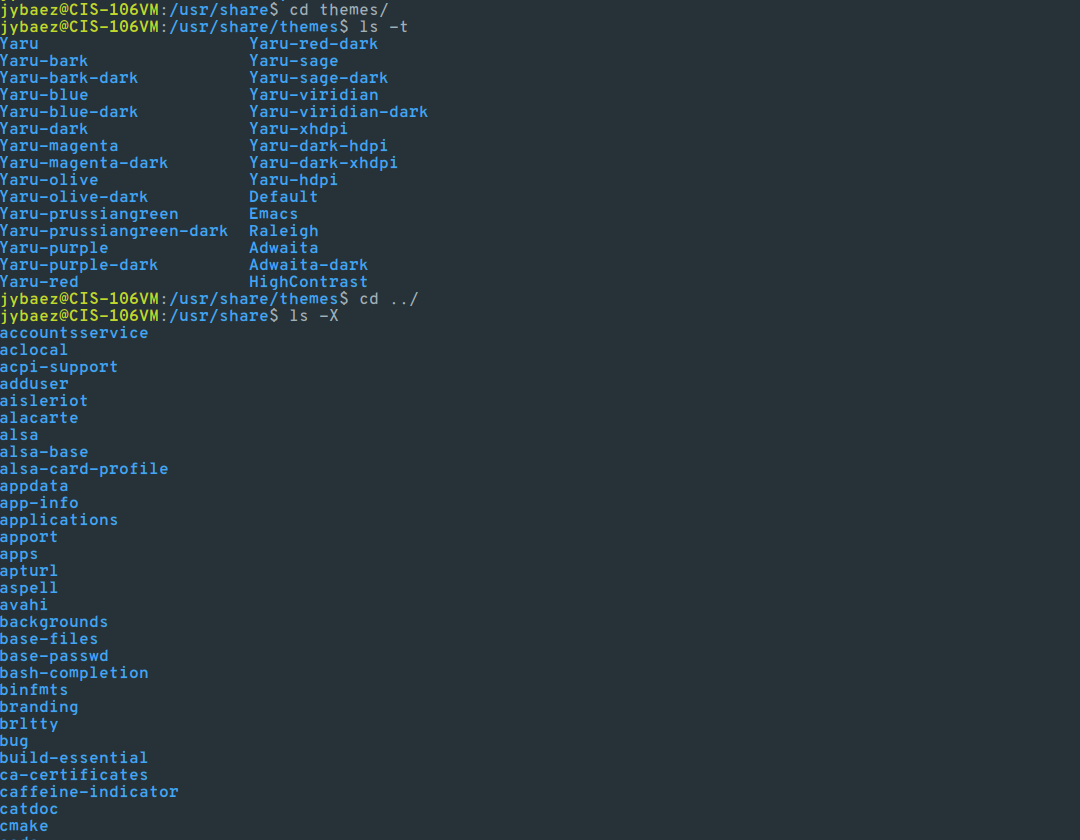 jybaez@CIS-106VM:/usr/share$ cd themes/
jybaez@CIS-106VM:/usr/share/themes$ ls -t
Yaru                     Yaru-red-dark
Yaru-bark                Yaru-sage
Yaru-bark-dark           Yaru-sage-dark
Yaru-blue                Yaru-viridian
Yaru-blue-dark           Yaru-viridian-dark
Yaru-dark                Yaru-xhdpi
Yaru-magenta             Yaru-dark-hdpi
Yaru-magenta-dark        Yaru-dark-xhdpi
Yaru-olive               Yaru-hdpi
Yaru-olive-dark          Default
Yaru-prussiangreen       Emacs
Yaru-prussiangreen-dark  Raleigh
Yaru-purple              Adwaita
Yaru-purple-dark         Adwaita-dark
Yaru-red                 HighContrast
jybaez@CIS-106VM:/usr/share/themes$ cd ../
jybaez@CIS-106VM:/usr/share$ ls -X
accountsservice
aclocal
acpi-support
adduser
aisleriot
alacarte
alsa
alsa-base
alsa-card-profile
appdata
app-info
applications
apport
apps
apturl
aspell
avahi
backgrounds
base-files
base-passwd
bash-completion
binfmts
branding
brltty
bug
build-essential
ca-certificates
caffeine-indicator
catdoc
cmake